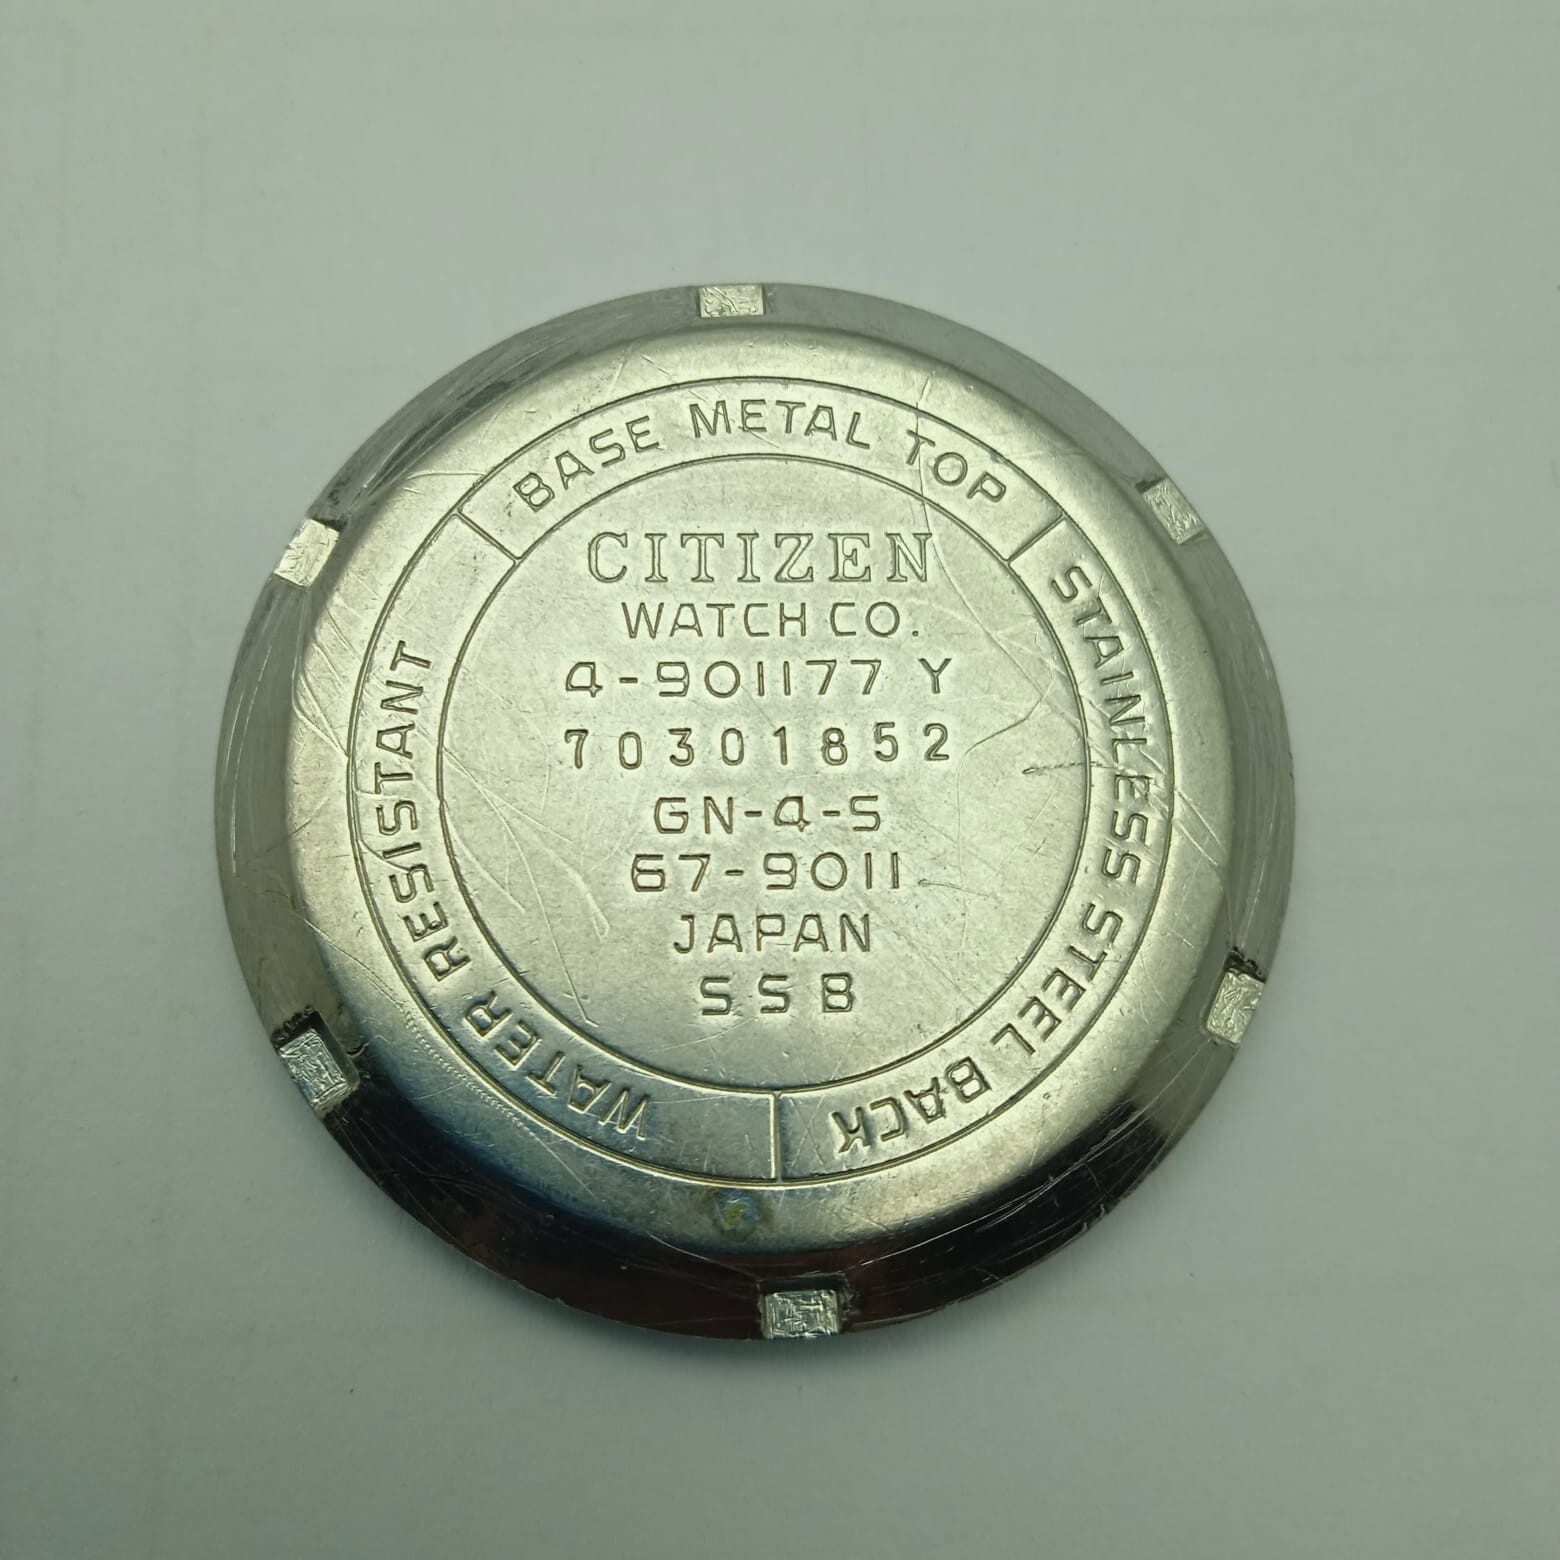 BASE METAL TOP
STAINLESS STEEL BACK
WATER RESISTANT
CITIZEN
WATCH CO.
4-901177 Y
70301852
GN-4-S
67-9011
JAPAN
SSB